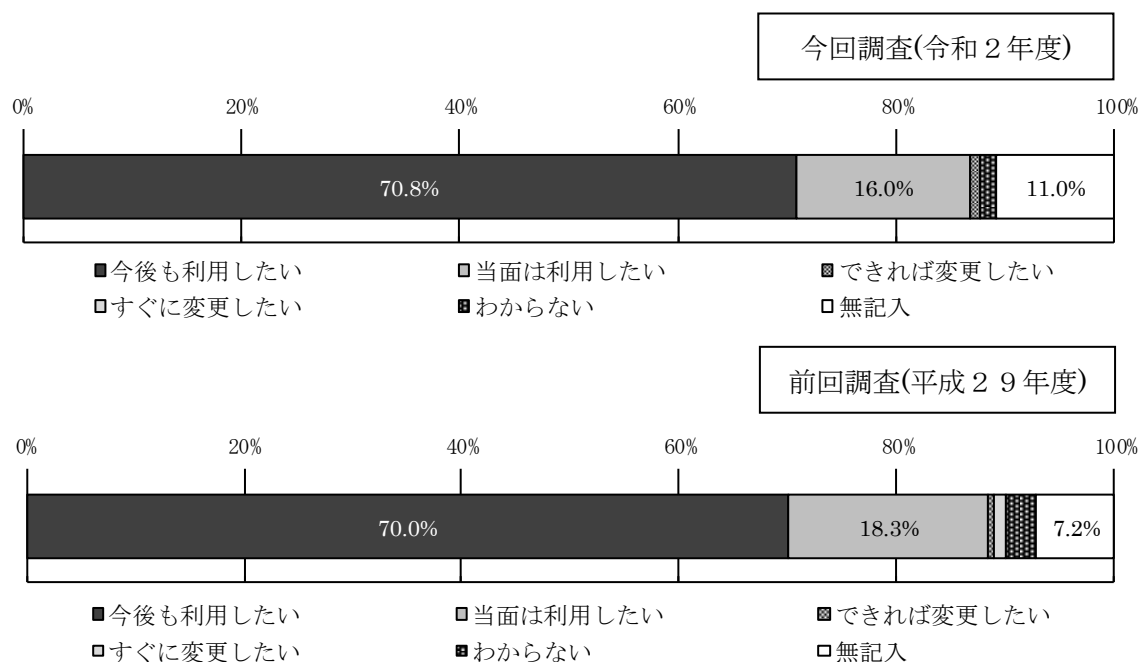 今回調査(令和２年度)
0% 20% 40% 60% 80% 100%
70.8% 16.0% 11.0%
今後も利用したい 当面は利用したい できれば変更したい
すぐに変更したい わからない 無記入
前回調査(平成２９年度)
0% 20% 40% 60% 80% 100%
70.0% 18.3% 7.2%
今後も利用したい 当面は利用したい できれば変更したい
すぐに変更したい わからない 無記入